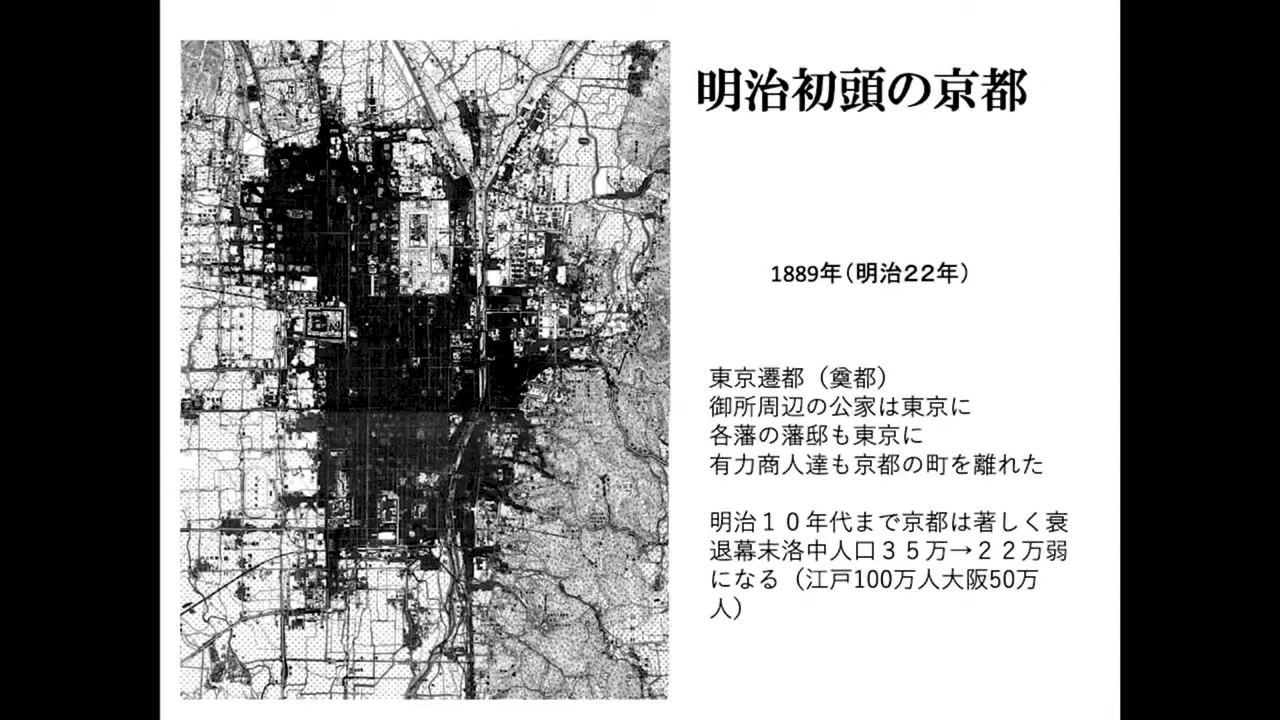 明治初頭の京都
1889年（明治２２年）
東京遷都（奠都）
御所周辺の公家は東京に
各藩の藩邸も東京に
有力商人達も京都の町を離れた
明治１０年代まで京都は著しく衰
退幕末洛中人口３５万→２２万弱
になる（江戸100万人大阪50万
人）